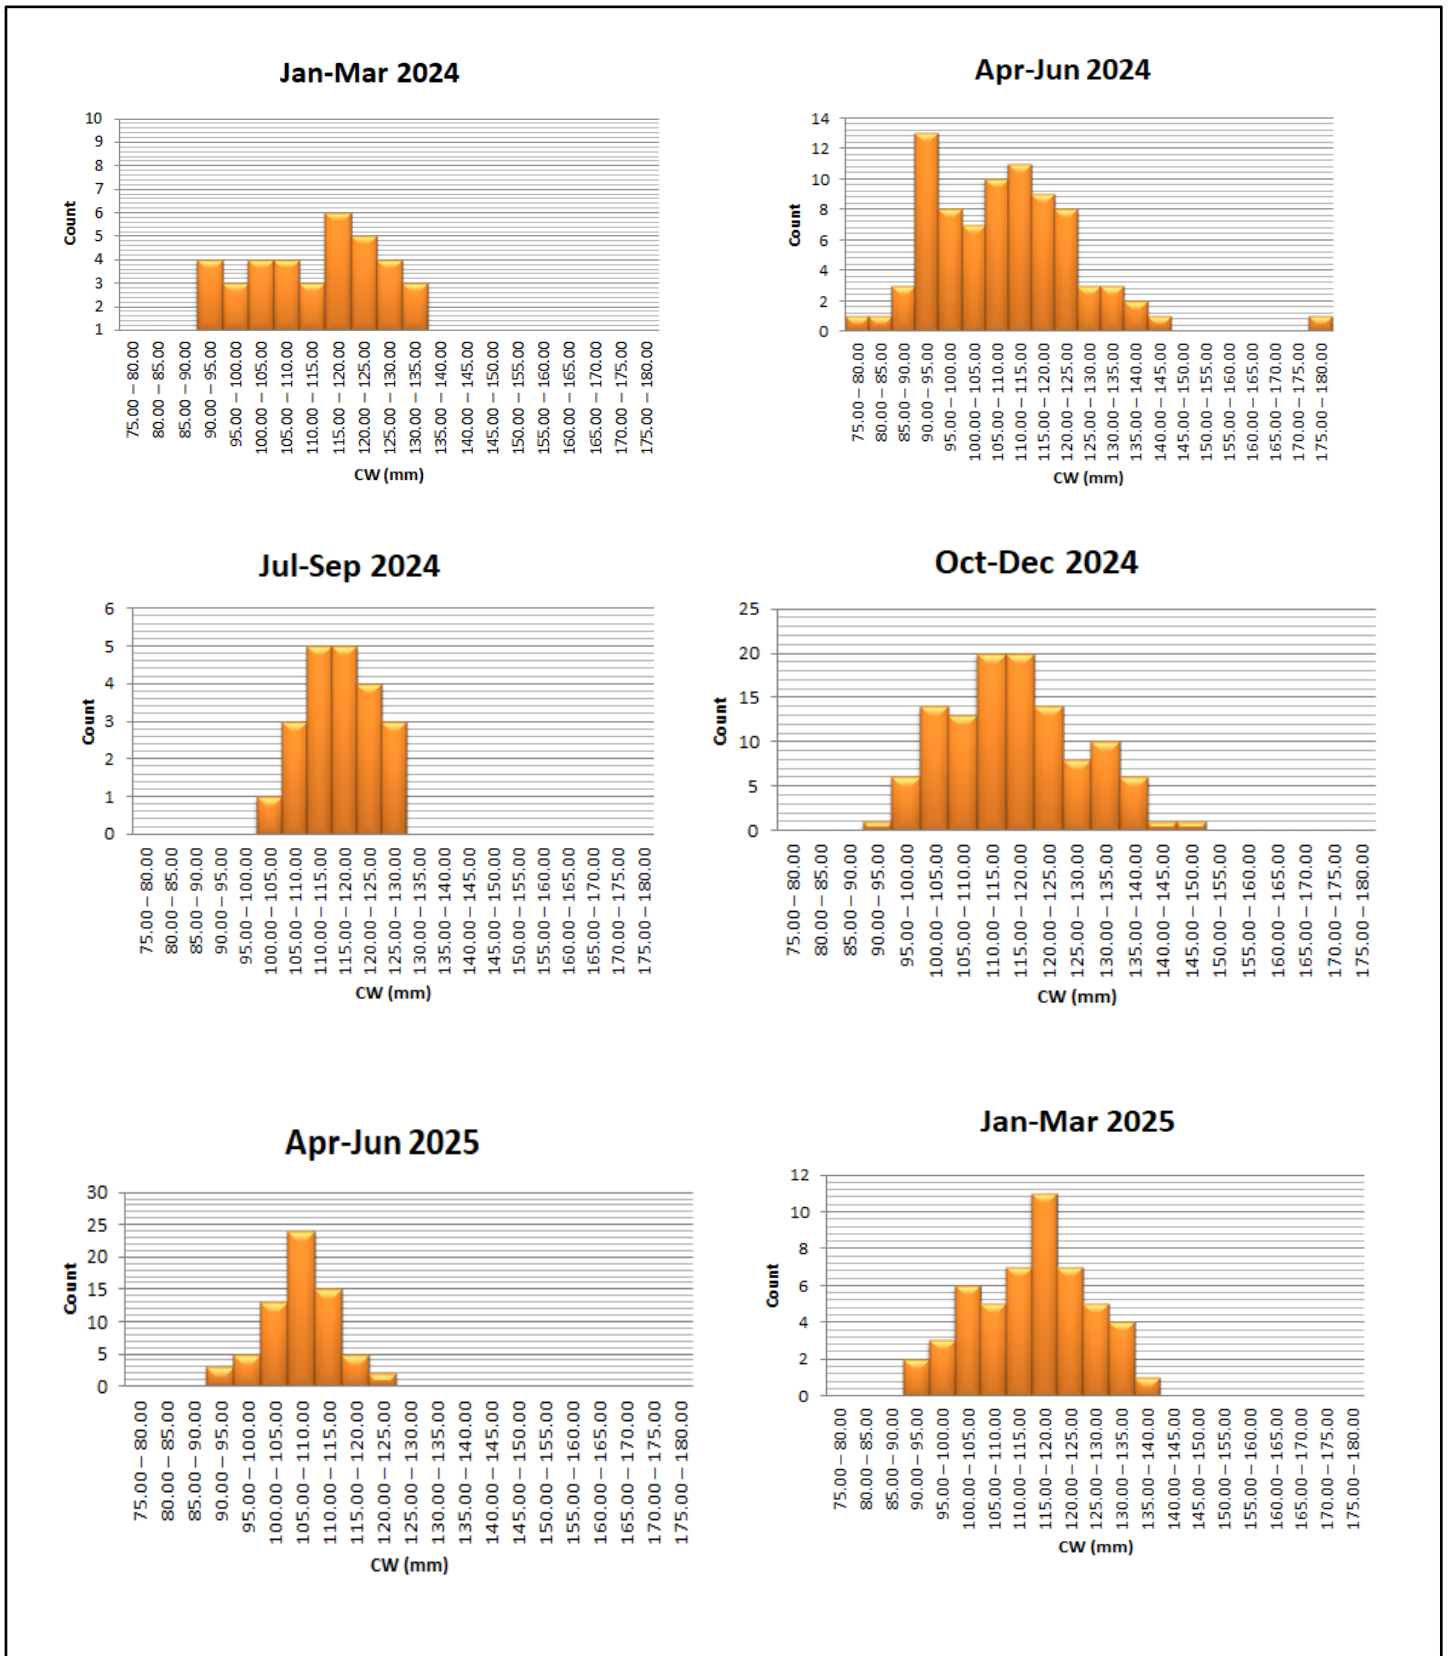 Jan-Mar 2024
10
9
8
7
6
5
4
3
2
1
Count
75.00 – 80.00
80.00 – 85.00
85.00 – 90.00
90.00 – 95.00
95.00 – 100.00
100.00 – 105.00
105.00 – 110.00
110.00 – 115.00
115.00 – 120.00
120.00 – 125.00
125.00 – 130.00
130.00 – 135.00
135.00 – 140.00
140.00 – 145.00
145.00 – 150.00
150.00 – 155.00
155.00 – 160.00
160.00 – 165.00
165.00 – 170.00
170.00 – 175.00
175.00 – 180.00
CW (mm)
Apr-Jun 2024
14
12
10
8
6
4
2
0
Count
75.00 – 80.00
80.00 – 85.00
85.00 – 90.00
90.00 – 95.00
95.00 – 100.00
100.00 – 105.00
105.00 – 110.00
110.00 – 115.00
115.00 – 120.00
120.00 – 125.00
125.00 – 130.00
130.00 – 135.00
135.00 – 140.00
140.00 – 145.00
145.00 – 150.00
150.00 – 155.00
155.00 – 160.00
160.00 – 165.00
165.00 – 170.00
170.00 – 175.00
175.00 – 180.00
CW (mm)
Jul-Sep 2024
6
5
4
3
2
1
0
Count
75.00 – 80.00
80.00 – 85.00
85.00 – 90.00
90.00 – 95.00
95.00 – 100.00
100.00 – 105.00
105.00 – 110.00
110.00 – 115.00
115.00 – 120.00
120.00 – 125.00
125.00 – 130.00
130.00 – 135.00
135.00 – 140.00
140.00 – 145.00
145.00 – 150.00
150.00 – 155.00
155.00 – 160.00
160.00 – 165.00
165.00 – 170.00
170.00 – 175.00
175.00 – 180.00
CW (mm)
Oct-Dec 2024
25
20
15
10
5
0
Count
75.00 – 80.00
80.00 – 85.00
85.00 – 90.00
90.00 – 95.00
95.00 – 100.00
100.00 – 105.00
105.00 – 110.00
110.00 – 115.00
115.00 – 120.00
120.00 – 125.00
125.00 – 130.00
130.00 – 135.00
135.00 – 140.00
140.00 – 145.00
145.00 – 150.00
150.00 – 155.00
155.00 – 160.00
160.00 – 165.00
165.00 – 170.00
170.00 – 175.00
175.00 – 180.00
CW (mm)
Apr-Jun 2025
30
25
20
15
10
5
0
Count
75.00 – 80.00
80.00 – 85.00
85.00 – 90.00
90.00 – 95.00
95.00 – 100.00
100.00 – 105.00
105.00 – 110.00
110.00 – 115.00
115.00 – 120.00
120.00 – 125.00
125.00 – 130.00
130.00 – 135.00
135.00 – 140.00
140.00 – 145.00
145.00 – 150.00
150.00 – 155.00
155.00 – 160.00
160.00 – 165.00
165.00 – 170.00
170.00 – 175.00
175.00 – 180.00
CW (mm)
Jan-Mar 2025
12
10
8
6
4
2
0
Count
75.00 – 80.00
80.00 – 85.00
85.00 – 90.00
90.00 – 95.00
95.00 – 100.00
100.00 – 105.00
105.00 – 110.00
110.00 – 115.00
115.00 – 120.00
120.00 – 125.00
125.00 – 130.00
130.00 – 135.00
135.00 – 140.00
140.00 – 145.00
145.00 – 150.00
150.00 – 155.00
155.00 – 160.00
160.00 – 165.00
165.00 – 170.00
170.00 – 175.00
175.00 – 180.00
CW (mm)